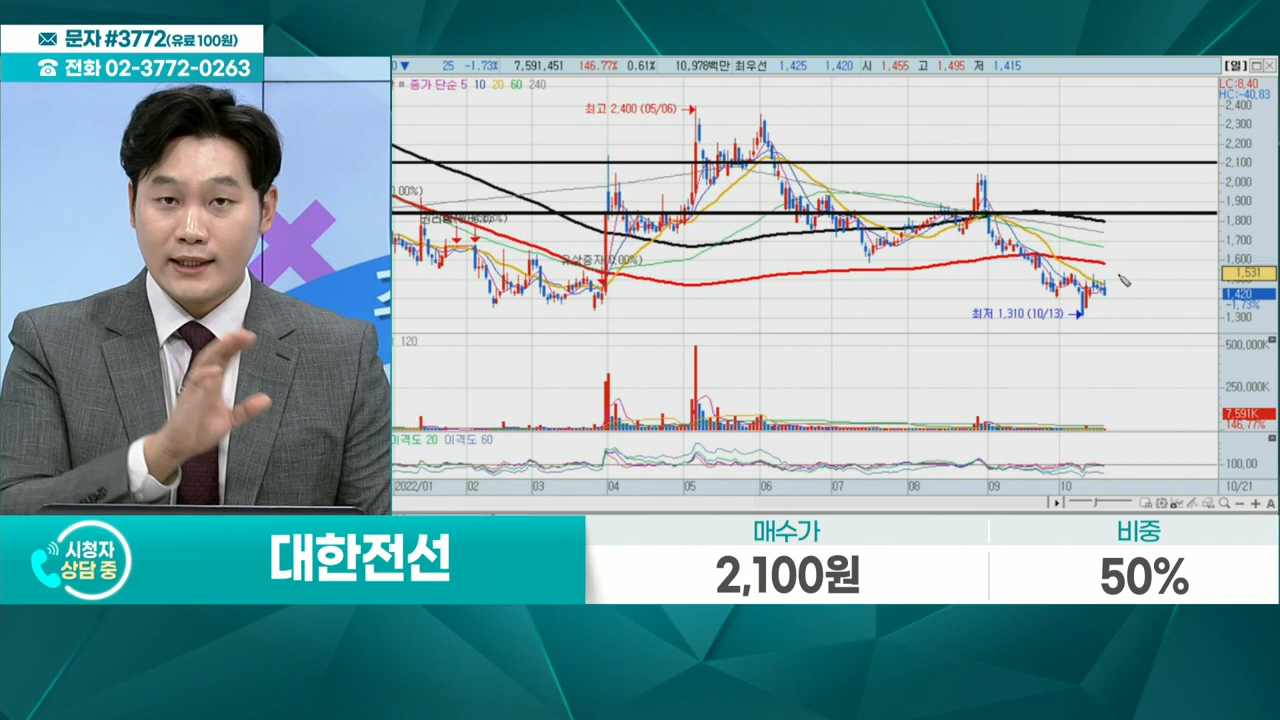 문자 #3772(유료 100원)
전화 02-3772-0263
25 -1.73% 7,591,451 146.77% 0.61% 10,978백만 최우선 1,425 1,420 시 1,455 고 1,495 저 1,415 [일]
종가 단순 5 10 20 60 240
LC:8.40
HC:-40.83
최고 2,400 (05/06)
2,400
2,300
2,200
2,100
2,000
1,900
1,800
1,700
1,600
1,531
1,420
-1.73%
1,300
유상증자(0.00%)
최저 1,310 (10/13)
120
500,000K
250,000K
7,591K
146.77%
이격도 20 이격도 60
100.00
2022/01 02 03 04 05 06 07 08 09 10 10/21
시청자
상담 중
대한전선
매수가
비중
2,100원
50%